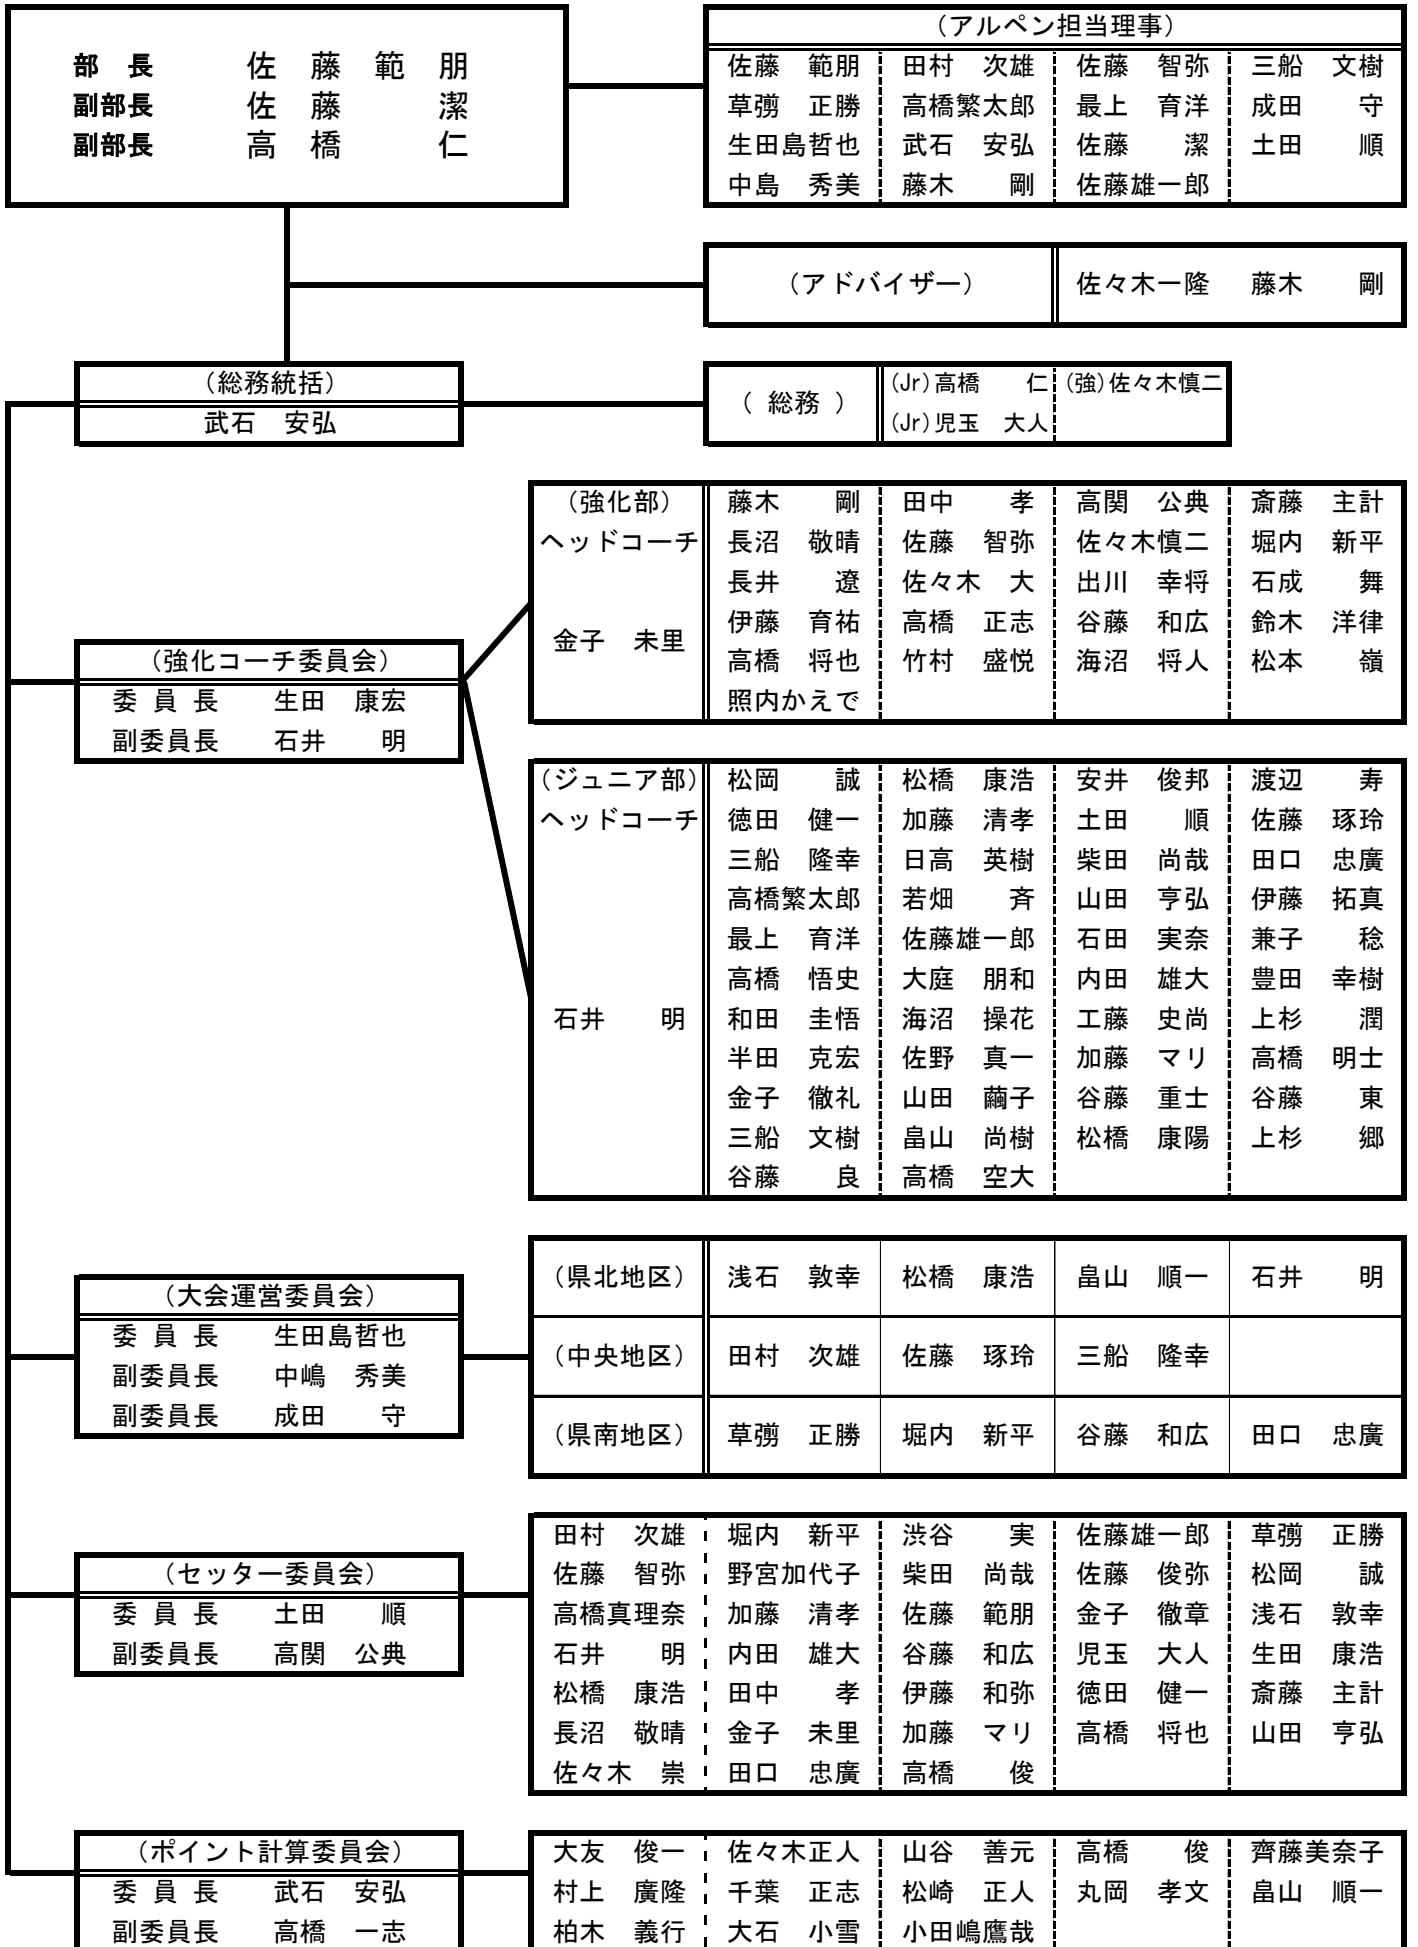 部　長　佐　藤　範　朋
副部長　佐　藤　　　潔
副部長　高　橋　　　仁
（アルペン担当理事）
佐藤　範朋　田村　次雄　佐藤　智弥　三船　文樹
草彅　正勝　高橋繁太郎　最上　育洋　成田　　守
生田島哲也　武石　安弘　佐藤　　潔　土田　　順
中島　秀美　藤木　　剛　佐藤雄一郎
（アドバイザー）　佐々木一隆　藤木　　剛
（総務統括）
武石　安弘
（ 総務 ）
(Jr)高橋　　仁　(強)佐々木慎二
(Jr)児玉　大人
（強化部）　藤木　　剛　田中　　孝　高関　公典　斎藤　主計
ヘッドコーチ　長沼　敬晴　佐藤　智弥　佐々木慎二　堀内　新平
長井　　遼　佐々木　大　出川　幸将　石成　　舞
金子　未里　伊藤　育祐　高橋　正志　谷藤　和広　鈴木　洋律
高橋　将也　竹村　盛悦　海沼　将人　松本　　嶺
照内かえで
（強化コーチ委員会）
委 員 長　生田　康宏
副委員長　石井　　明
（ジュニア部）　松岡　　誠　松橋　康浩　安井　俊邦　渡辺　　寿
ヘッドコーチ　徳田　健一　加藤　清孝　土田　　順　佐藤　琢玲
三船　隆幸　日高　英樹　柴田　尚哉　田口　忠廣
高橋繁太郎　若畑　　斉　山田　亨弘　伊藤　拓真
最上　育洋　佐藤雄一郎　石田　実奈　兼子　　稔
高橋　悟史　大庭　朋和　内田　雄大　豊田　幸樹
石井　　明　和田　圭悟　海沼　操花　工藤　史尚　上杉　　潤
半田　克宏　佐野　真一　加藤　マリ　高橋　明士
金子　徹礼　山田　繭子　谷藤　重士　谷藤　　東
三船　文樹　畠山　尚樹　松橋　康陽　上杉　　郷
谷藤　　良　高橋　空大
（大会運営委員会）
委 員 長　生田島哲也
副委員長　中嶋　秀美
副委員長　成田　　守
（県北地区）　浅石　敦幸　松橋　康浩　畠山　順一　石井　　明
（中央地区）　田村　次雄　佐藤　琢玲　三船　隆幸
（県南地区）　草彅　正勝　堀内　新平　谷藤　和広　田口　忠廣
（セッター委員会）
委 員 長　土田　　順
副委員長　高関　公典
田村　次雄　堀内　新平　渋谷　　実　佐藤雄一郎　草彅　正勝
佐藤　智弥　野宮加代子　柴田　尚哉　佐藤　俊弥　松岡　　誠
高橋真理奈　加藤　清孝　佐藤　範朋　金子　徹章　浅石　敦幸
石井　　明　内田　雄大　谷藤　和広　児玉　大人　生田　康浩
松橋　康浩　田中　　孝　伊藤　和弥　徳田　健一　斎藤　主計
長沼　敬晴　金子　未里　加藤　マリ　高橋　将也　山田　亨弘
佐々木　崇　田口　忠廣　高橋　　俊
（ポイント計算委員会）
委 員 長　武石　安弘
副委員長　高橋　一志
大友　俊一　佐々木正人　山谷　善元　高橋　　俊　齊藤美奈子
村上　廣隆　千葉　正志　松崎　正人　丸岡　孝文　畠山　順一
柏木　義行　大石　小雪　小田嶋鷹哉